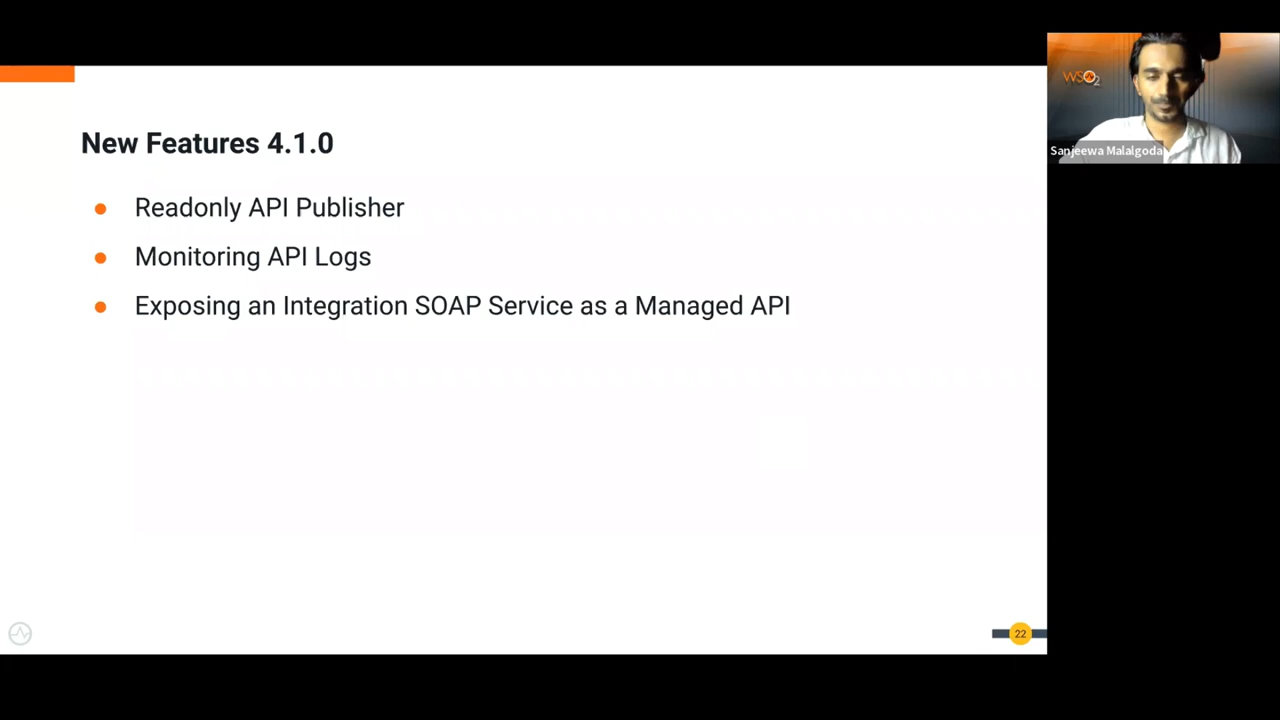 New Features 4.1.0
Readonly API Publisher
Monitoring API Logs
Exposing an Integration SOAP Service as a Managed API
22
WSO2
Sanjeewa Malalgoda